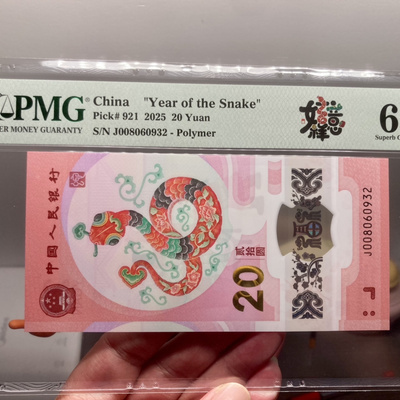 PMG
ER MONEY GUARANTY
China "Year of the Snake"
Pick# 921 2025 20 Yuan
S/N J008060932 - Polymer
6
Superb
中国人民银行
贰拾圆
20
J008060932